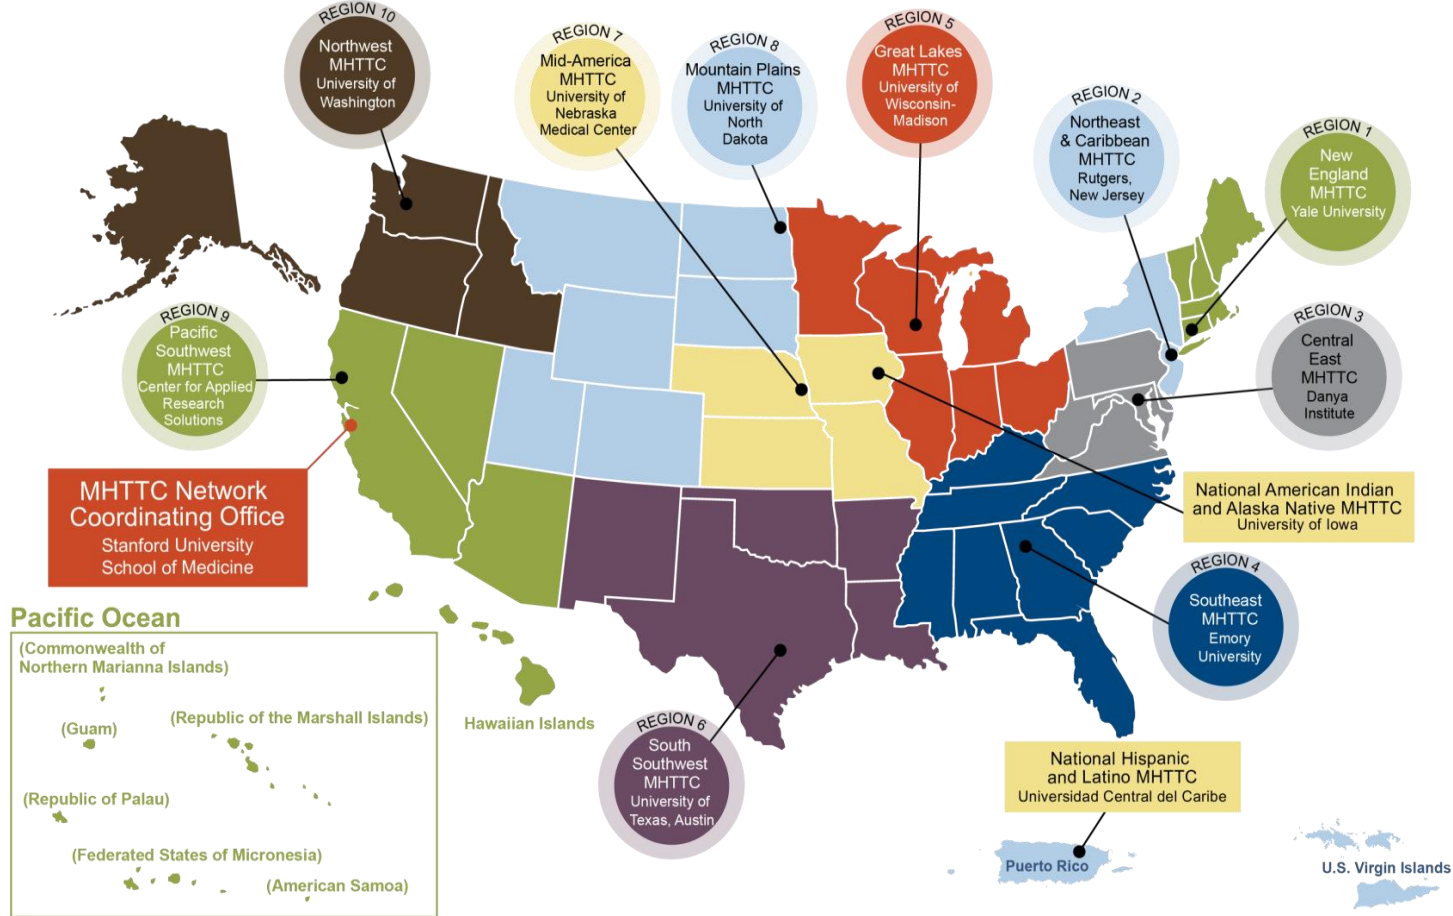 REGION 10
Northwest
MHTTC
University of
Washington
REGION 7
Mid-America
MHTTC
University of
Nebraska
Medical Center
REGION 8
Mountain Plains
MHTTC
University of
North
Dakota
REGION 5
Great Lakes
MHTTC
University of
Wisconsin-
Madison
REGION 2
Northeast
& Caribbean
MHTTC
Rutgers,
New Jersey
REGION 1
New
England
MHTTC
Yale University
REGION 9
Pacific
Southwest
MHTTC
Center for Applied
Research
Solutions
REGION 3
Central
East
MHTTC
Danya
Institute
MHTTC Network
Coordinating Office
Stanford University
School of Medicine
National American Indian
and Alaska Native MHTTC
University of Iowa
REGION 4
Southeast
MHTTC
Emory
University
Pacific Ocean
(Commonwealth of
Northern Marianna Islands)
(Guam)
(Republic of the Marshall Islands)
(Republic of Palau)
(Federated States of Micronesia)
(American Samoa)
Hawaiian Islands
REGION 6
South
Southwest
MHTTC
University of
Texas, Austin
National Hispanic
and Latino MHTTC
Universidad Central del Caribe
Puerto Rico
U.S. Virgin Islands